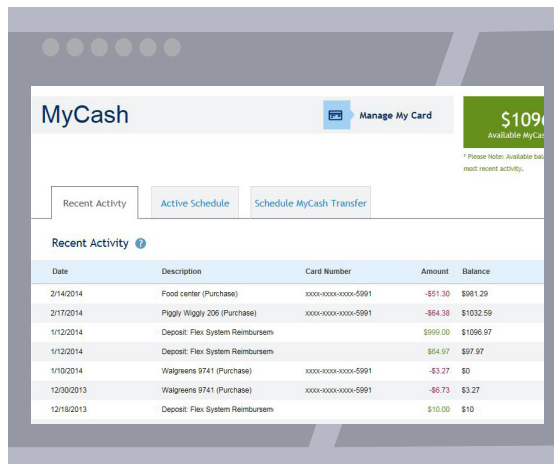 MyCash
Manage My Card
$109
Available MyCas
* Please Note: Available bal
most recent activity.
Recent Activty
Active Schedule
Schedule MyCash Transfer
Recent Activity ?
Date Description Card Number Amount Balance
2/14/2014 Food center (Purchase) xxxx-xxxx-xxxx-5991 -$51.30 $981.29
2/17/2014 Piggly Wiggly 206 (Purchase) xxxx-xxxx-xxxx-5991 -$64.38 $1032.59
1/12/2014 Deposit: Flex System Reimbursem $999.00 $1096.97
1/12/2014 Deposit: Flex System Reimbursem $64.97 $97.97
1/10/2014 Walgreens 9741 (Purchase) xxxx-xxxx-xxxx-5991 -$3.27 $0
12/30/2013 Walgreens 9741 (Purchase) xxxx-xxxx-xxxx-5991 -$6.73 $3.27
12/18/2013 Deposit: Flex System Reimbursem $10.00 $10